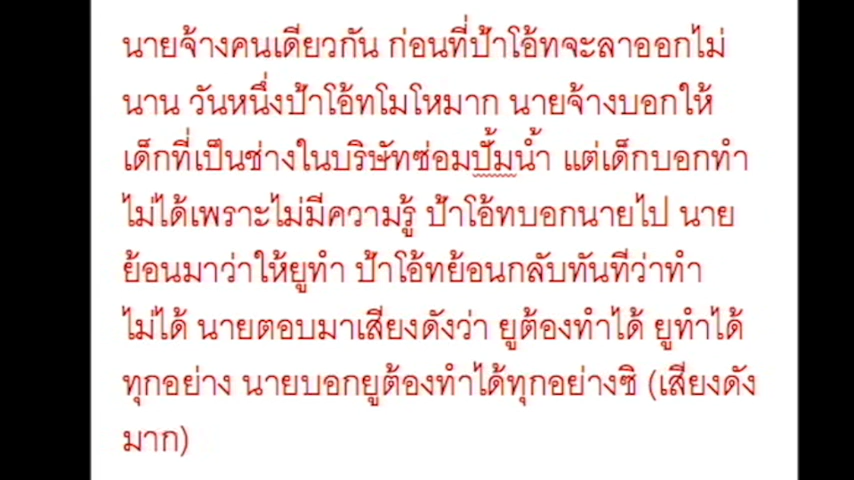 นายจ้างคนเดียวกัน ก่อนที่ป้าโอ้ทจะลาออกไม่
นาน วันหนึ่งป้าโอ้ทโมโหมาก นายจ้างบอกให้
เด็กที่เป็นช่างในบริษัทซ่อมปั้มน้ำ แต่เด็กบอกทำ
ไม่ได้เพราะไม่มีความรู้ ป้าโอ้ทบอกนายไป นาย
ย้อนมาว่าให้ยูทำ ป้าโอ้ทย้อนกลับทันทีว่าทำ
ไม่ได้ นายตอบมาเสียงดังว่า ยูต้องทำได้ ยูทำได้
ทุกอย่าง นายบอกยูต้องทำได้ทุกอย่างซิ (เสียงดัง
มาก)